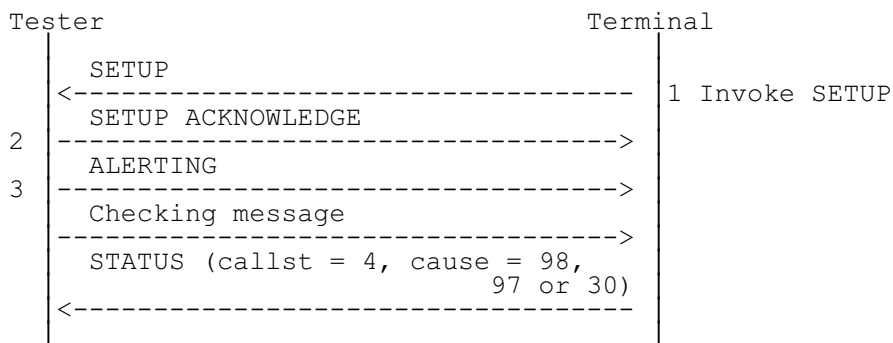 Tester Terminal
SETUP
<----------------------------------- 1 Invoke SETUP
SETUP ACKNOWLEDGE
2 ----------------------------------->
ALERTING
3 ----------------------------------->
Checking message
----------------------------------->
STATUS (callst = 4, cause = 98,
97 or 30)
<-----------------------------------